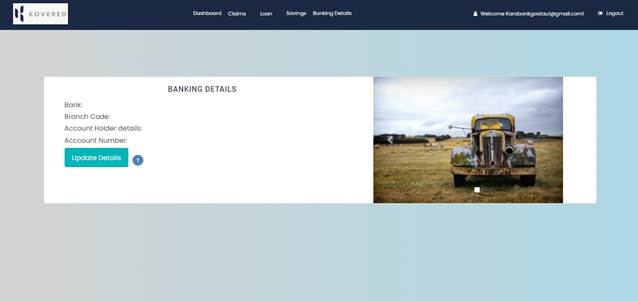 KOVERED
Dashboard Claims Loan Savings Banking Details Welcome Karabonkgoatau1@gmail.com! Logout
BANKING DETAILS
Bank:
Branch Code:
Account Holder details:
Acccount Number:
Update Details 1